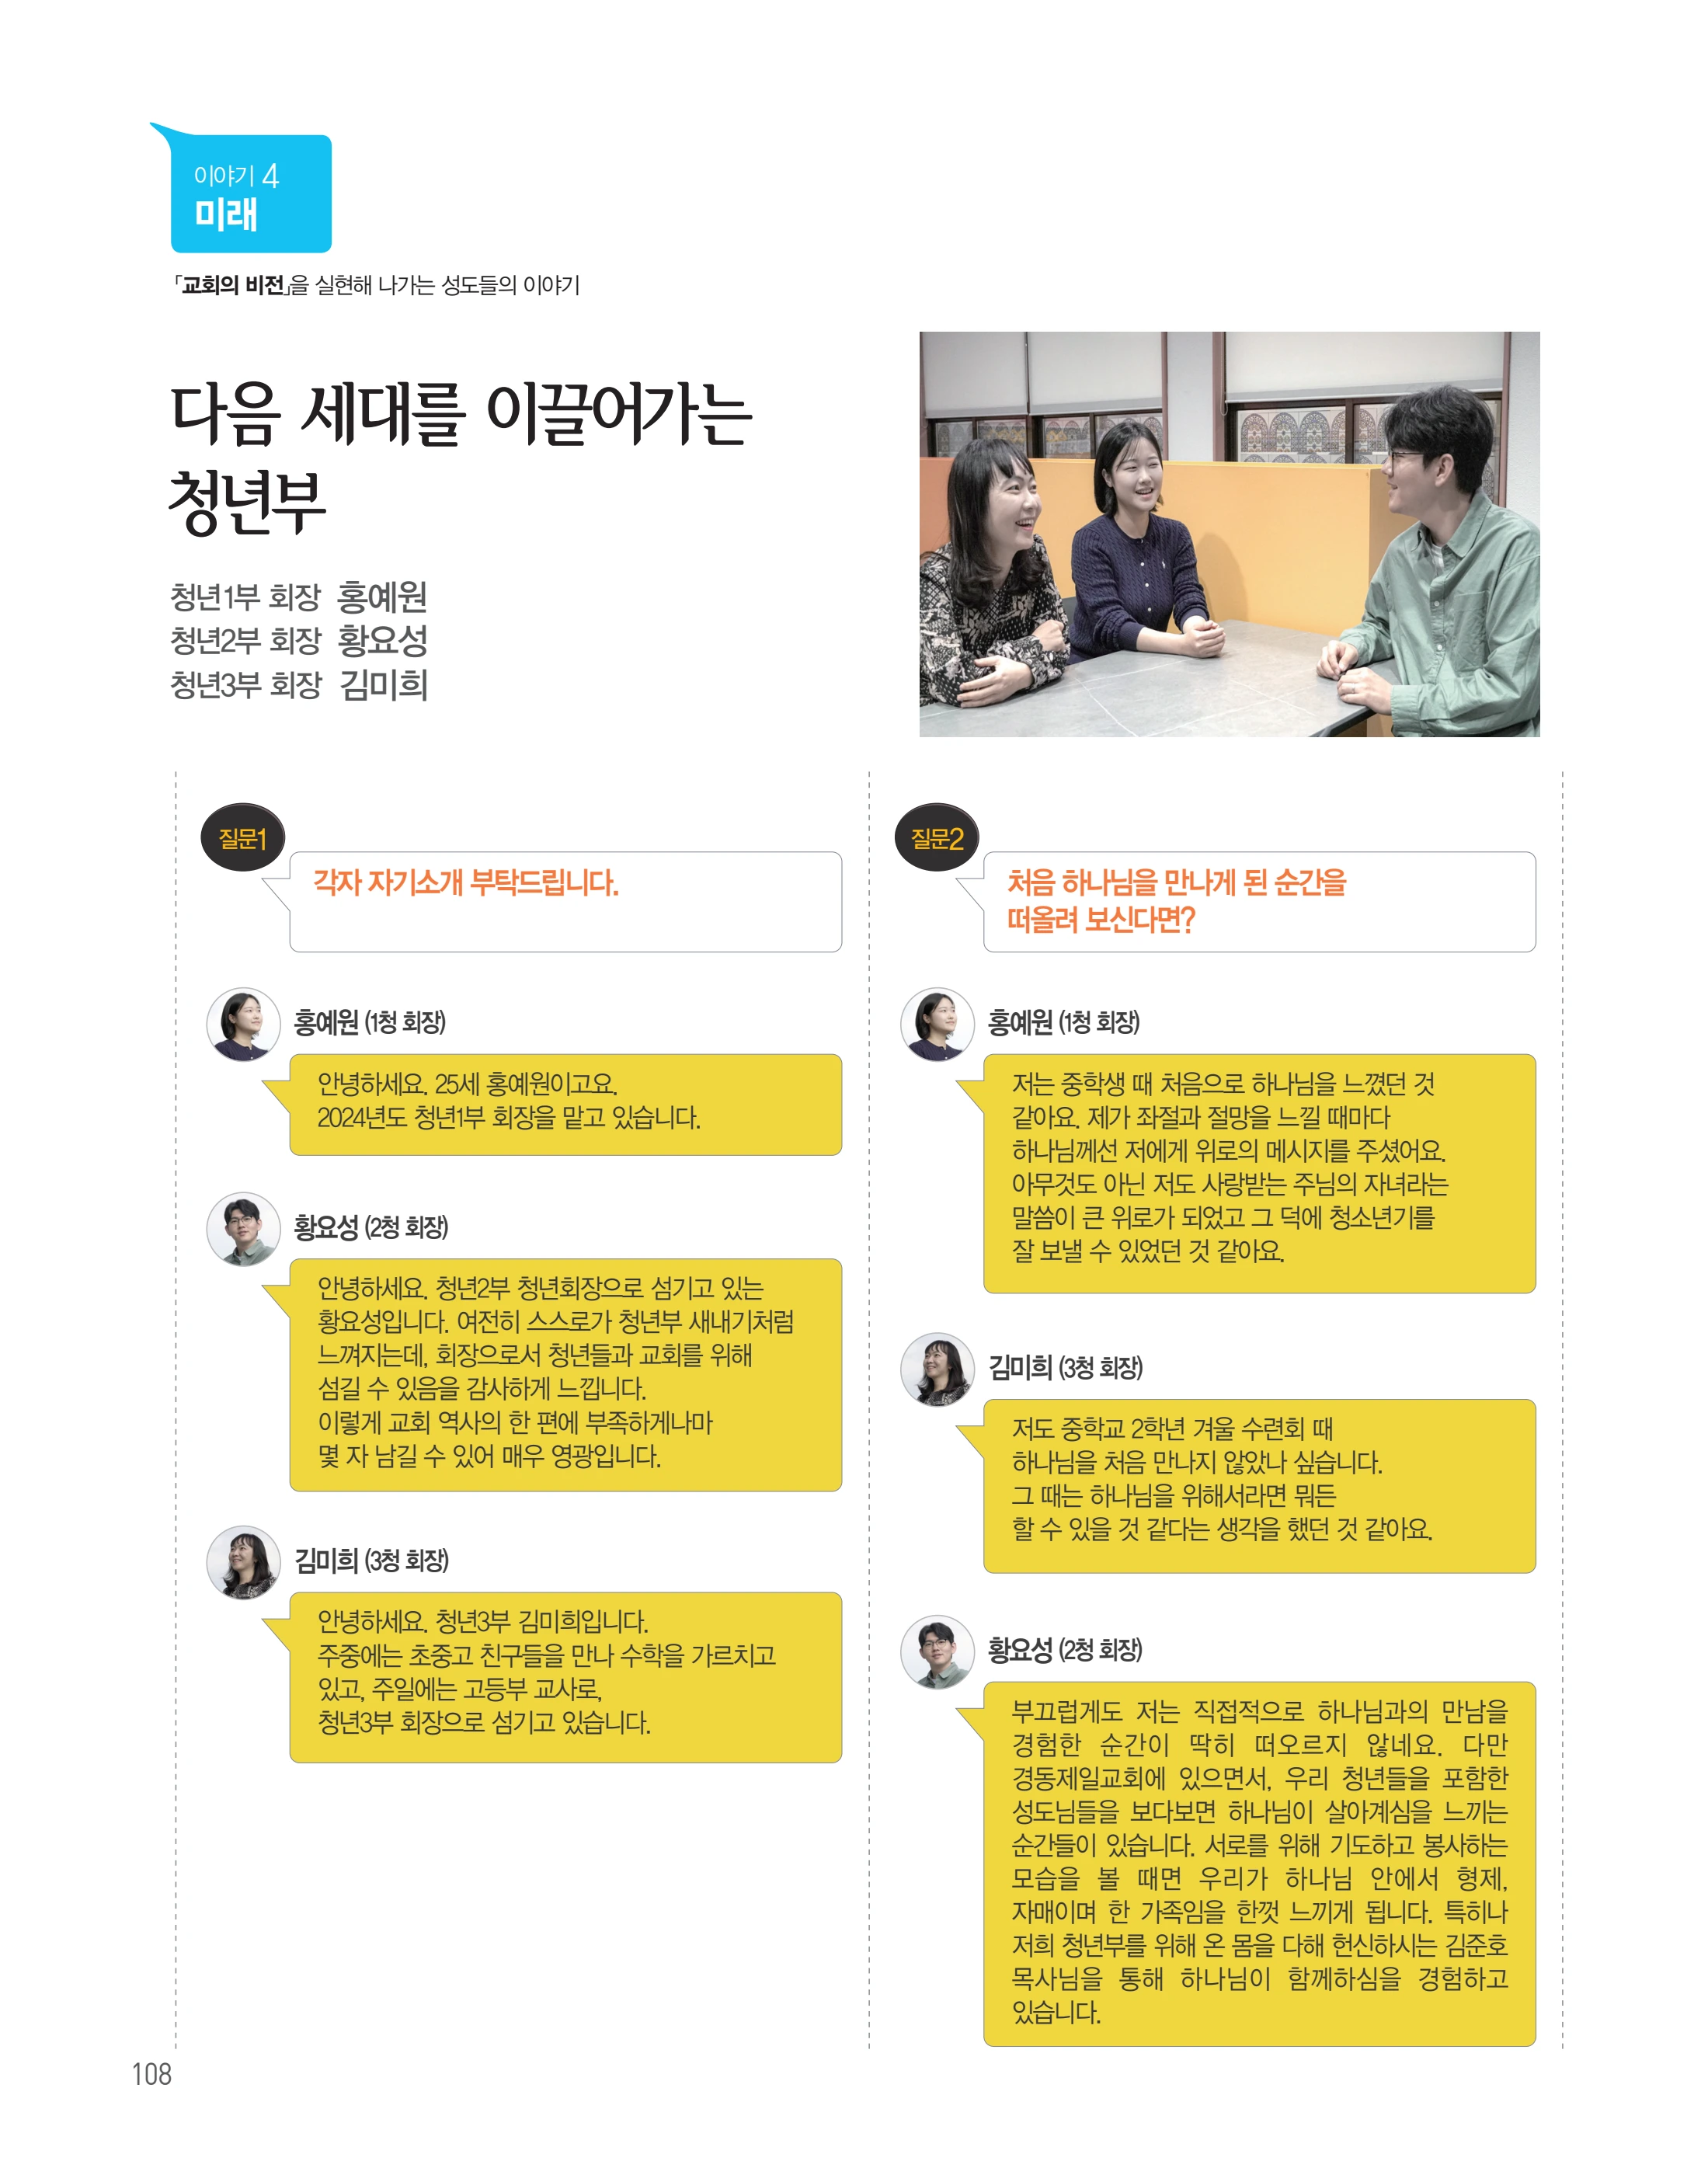 이야기 4
미래
「교회의 비전」을 실현해 나가는 성도들의 이야기
다음 세대를 이끌어가는
청년부
청년1부 회장 홍예원
청년2부 회장 황요성
청년3부 회장 김미희
질문1
각자 자기소개 부탁드립니다.
홍예원 (1청 회장)
안녕하세요. 25세 홍예원이고요.
2024년도 청년1부 회장을 맡고 있습니다.
황요성 (2청 회장)
안녕하세요. 청년2부 청년회장으로 섬기고 있는
황요성입니다. 여전히 스스로가 청년부 새내기처럼
느껴지는데, 회장으로서 청년들과 교회를 위해
섬길 수 있음을 감사하게 느낍니다.
이렇게 교회 역사의 한 편에 부족하게나마
몇 자 남길 수 있어 매우 영광입니다.
김미희 (3청 회장)
안녕하세요. 청년3부 김미희입니다.
주중에는 초중고 친구들을 만나 수학을 가르치고
있고, 주일에는 고등부 교사로,
청년3부 회장으로 섬기고 있습니다.
질문2
처음 하나님을 만나게 된 순간을
떠올려 보신다면?
홍예원 (1청 회장)
저는 중학생 때 처음으로 하나님을 느꼈던 것
같아요. 제가 좌절과 절망을 느낄 때마다
하나님께선 저에게 위로의 메시지를 주셨어요.
아무것도 아닌 저도 사랑받는 주님의 자녀라는
말씀이 큰 위로가 되었고 그 덕에 청소년기를
잘 보낼 수 있었던 것 같아요.
김미희 (3청 회장)
저도 중학교 2학년 겨울 수련회 때
하나님을 처음 만나지 않았나 싶습니다.
그 때는 하나님을 위해서라면 뭐든
할 수 있을 것 같다는 생각을 했던 것 같아요.
황요성 (2청 회장)
부끄럽게도 저는 직접적으로 하나님과의 만남을
경험한 순간이 딱히 떠오르지 않네요. 다만
경동제일교회에 있으면서, 우리 청년들을 포함한
성도님들을 보다보면 하나님이 살아계심을 느끼는
순간들이 있습니다. 서로를 위해 기도하고 봉사하는
모습을 볼 때면 우리가 하나님 안에서 형제,
자매이며 한 가족임을 한껏 느끼게 됩니다. 특히나
저희 청년부를 위해 온 몸을 다해 헌신하시는 김준호
목사님을 통해 하나님이 함께하심을 경험하고
있습니다.
108